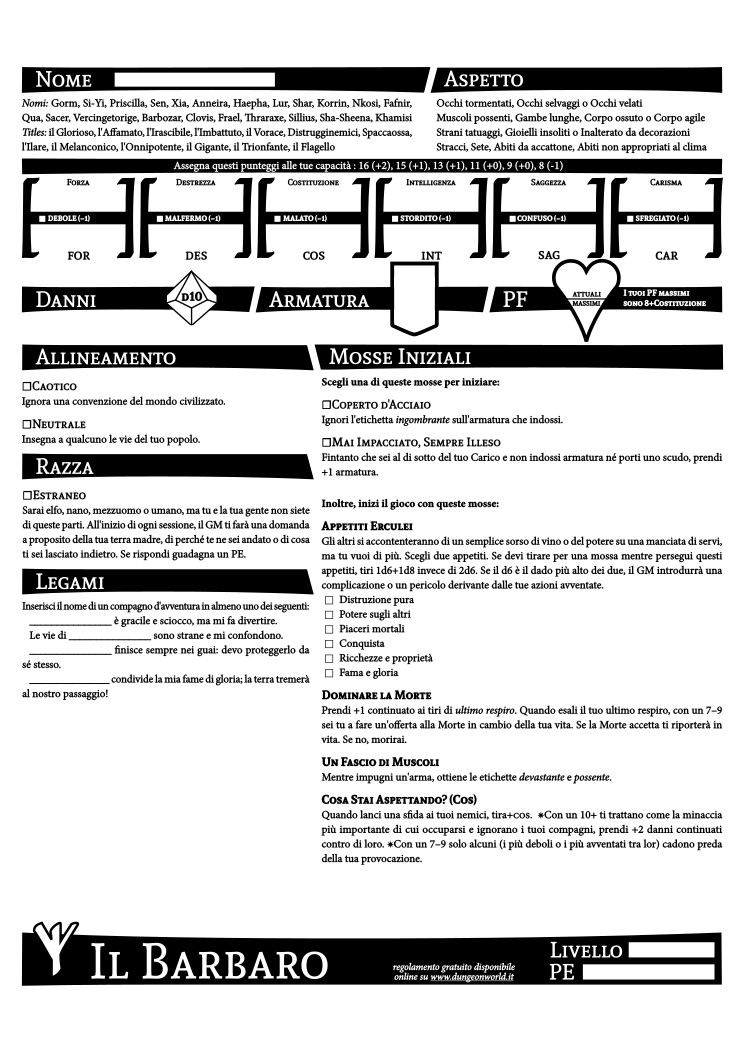 Nome
Aspetto
Nomi: Gorm, Si-Yi, Priscilla, Sen, Xia, Anneira, Haepha, Lur, Shar, Korrin, Nkosi, Fafnir,
Qua, Sacer, Vercingetorige, Barbozar, Clovis, Frael, Thraraxe, Sillius, Sha-Sheena, Khamisi
Titles: il Glorioso, l'Affamato, l'Irascibile, l'Imbattuto, il Vorace, Distrugginemici, Spaccaossa,
l'Ilare, il Melanconico, l'Onnipotente, il Gigante, il Trionfante, il Flagello
Occhi tormentati, Occhi selvaggi o Occhi velati
Muscoli possenti, Gambe lunghe, Corpo ossuto o Corpo agile
Strani tatuaggi, Gioielli insoliti o Inalterato da decorazioni
Stracci, Sete, Abiti da accattone, Abiti non appropriati al clima
Assegna questi punteggi alle tue capacità : 16 (+2), 15 (+1), 13 (+1), 11 (+0), 9 (+0), 8 (-1)
Forza Destrezza Costituzione Intelligenza Saggezza Carisma
Debole (−1) Malfermo (−1) Malato (−1) Stordito (−1) Confuso (−1) Sfregiato (−1)
FOR DES COS INT SAG CAR
Danni
D10
Armatura
PF
Attuali
Massimi
I tuoi PF massimi
sono 8+Costituzione
Allineamento
☐Caotico
Ignora una convenzione del mondo civilizzato.
☐Neutrale
Insegna a qualcuno le vie del tuo popolo.
Razza
☐Estraneo
Sarai elfo, nano, mezzuomo o umano, ma tu e la tua gente non siete
di queste parti. All'inizio di ogni sessione, il GM ti farà una domanda
a proposito della tua terra madre, di perché te ne sei andato o di cosa
ti sei lasciato indietro. Se rispondi guadagna un PE.
Legami
Inserisci il nome di un compagno d'avventura in almeno uno dei seguenti:
_______________ è gracile e sciocco, ma mi fa divertire.
Le vie di _______________ sono strane e mi confondono.
_______________ finisce sempre nei guai: devo proteggerlo da
sé stesso.
_______________ condivide la mia fame di gloria; la terra tremerà
al nostro passaggio!
Mosse Iniziali
Scegli una di queste mosse per iniziare:
☐Coperto d'Acciaio
Ignori l'etichetta ingombrante sull'armatura che indossi.
☐Mai Impacciato, Sempre Illeso
Fintanto che sei al di sotto del tuo Carico e non indossi armatura né porti uno scudo, prendi
+1 armatura.
Inoltre, inizi il gioco con queste mosse:
Appetiti Erculei
Gli altri si accontenteranno di un semplice sorso di vino o del potere su una manciata di servi,
ma tu vuoi di più. Scegli due appetiti. Se devi tirare per una mossa mentre persegui questi
appetiti, tiri 1d6+1d8 invece di 2d6. Se il d6 è il dado più alto dei due, il GM introdurrà una
complicazione o un pericolo derivante dalle tue azioni avventate.
☐ Distruzione pura
☐ Potere sugli altri
☐ Piaceri mortali
☐ Conquista
☐ Ricchezze e proprietà
☐ Fama e gloria
Dominare la Morte
Prendi +1 continuato ai tiri di ultimo respiro. Quando esali il tuo ultimo respiro, con un 7–9
sei tu a fare un'offerta alla Morte in cambio della tua vita. Se la Morte accetta ti riporterà in
vita. Se no, morirai.
Un Fascio di Muscoli
Mentre impugni un'arma, ottiene le etichette devastante e possente.
Cosa Stai Aspettando? (Cos)
Quando lanci una sfida ai tuoi nemici, tira+cos. ✷Con un 10+ ti trattano come la minaccia
più importante di cui occuparsi e ignorano i tuoi compagni, prendi +2 danni continuati
contro di loro. ✷Con un 7–9 solo alcuni (i più deboli o i più avventati tra lor) cadono preda
della tua provocazione.
Il Barbaro
regolamento gratuito disponibile
online su www.dungeonworld.it
Livello
PE